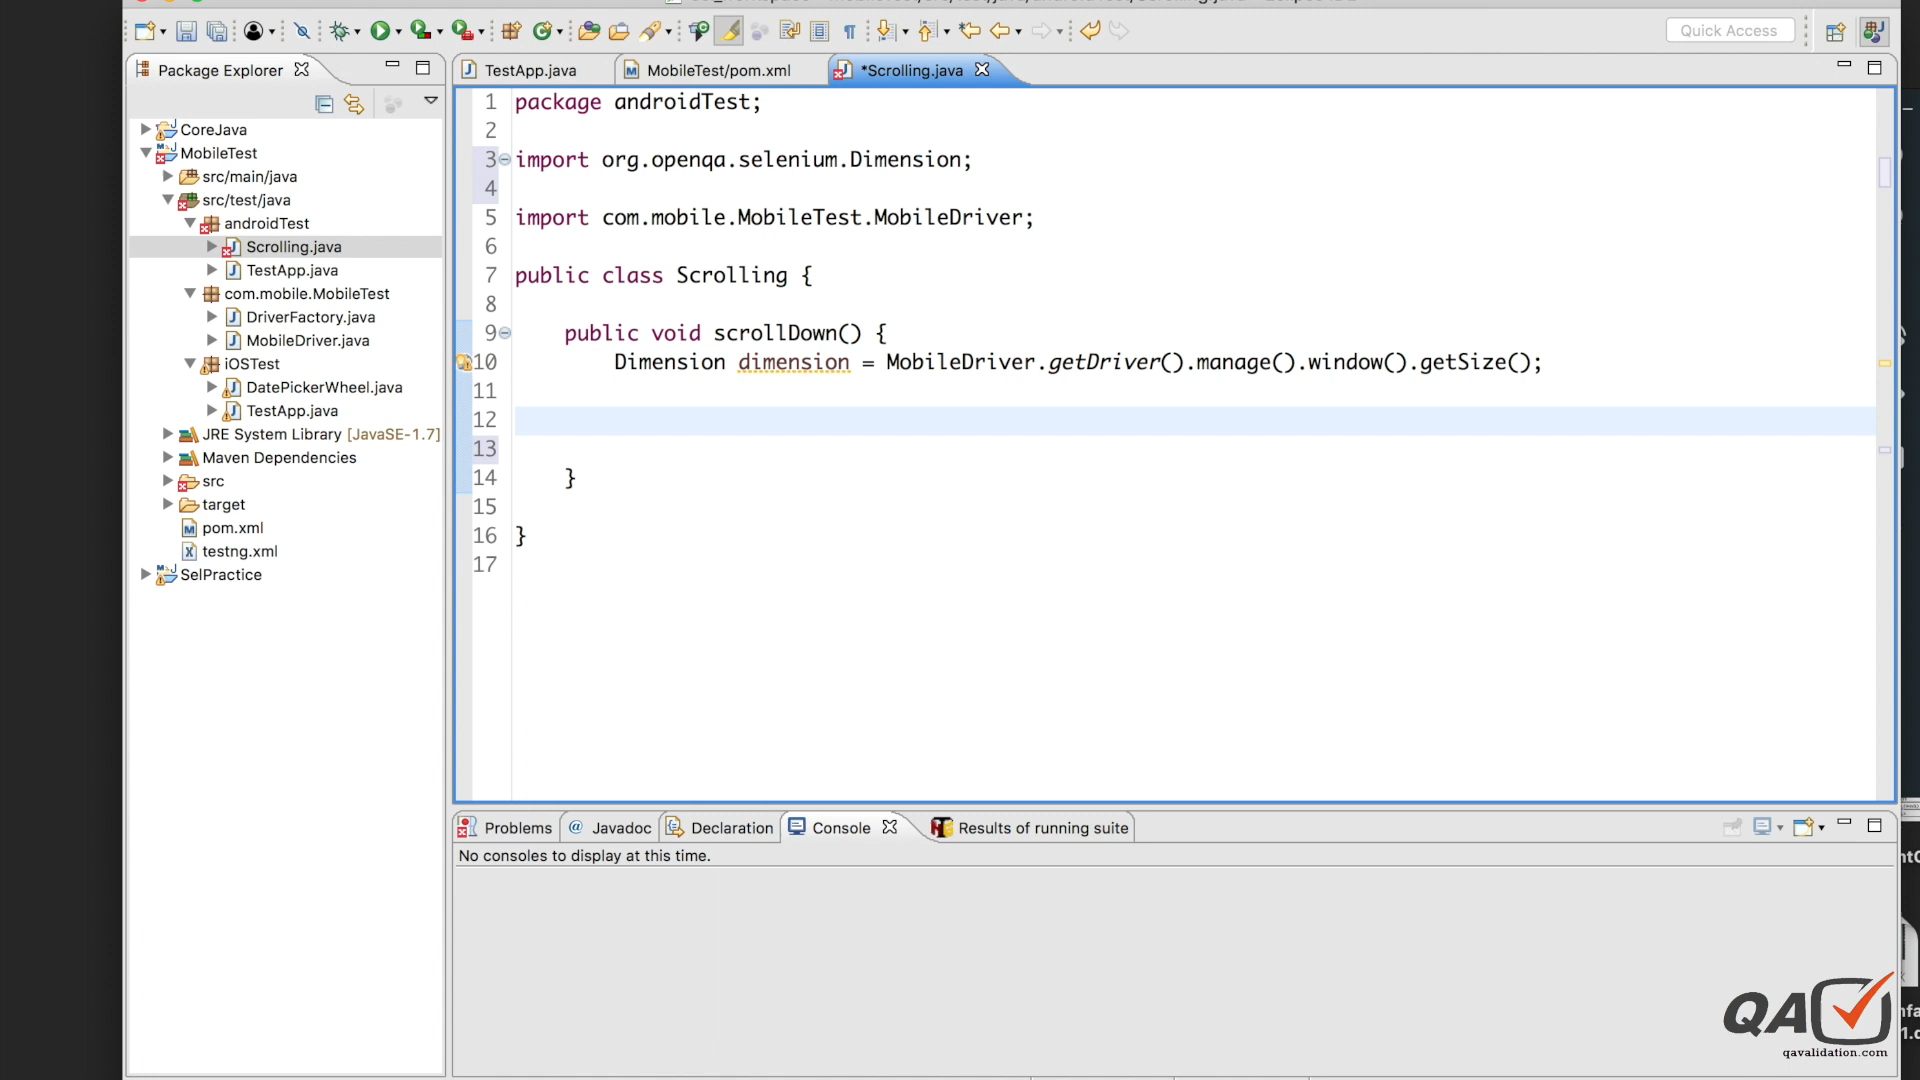 Quick Access
Package Explorer
TestApp.java
MobileTest/pom.xml
*Scrolling.java
CoreJava
MobileTest
src/main/java
src/test/java
androidTest
Scrolling.java
TestApp.java
com.mobile.MobileTest
DriverFactory.java
MobileDriver.java
iOSTest
DatePickerWheel.java
TestApp.java
JRE System Library [JavaSE-1.7]
Maven Dependencies
src
target
pom.xml
testng.xml
SelPractice
1 package androidTest;
2
3 import org.openqa.selenium.Dimension;
4
5 import com.mobile.MobileTest.MobileDriver;
6
7 public class Scrolling {
8
9 public void scrollDown() {
10 Dimension dimension = MobileDriver.getDriver().manage().window().getSize();
11
12
13
14 }
15
16 }
17
Problems
@ Javadoc
Declaration
Console
Results of running suite
No consoles to display at this time.
QA
qavalidation.com